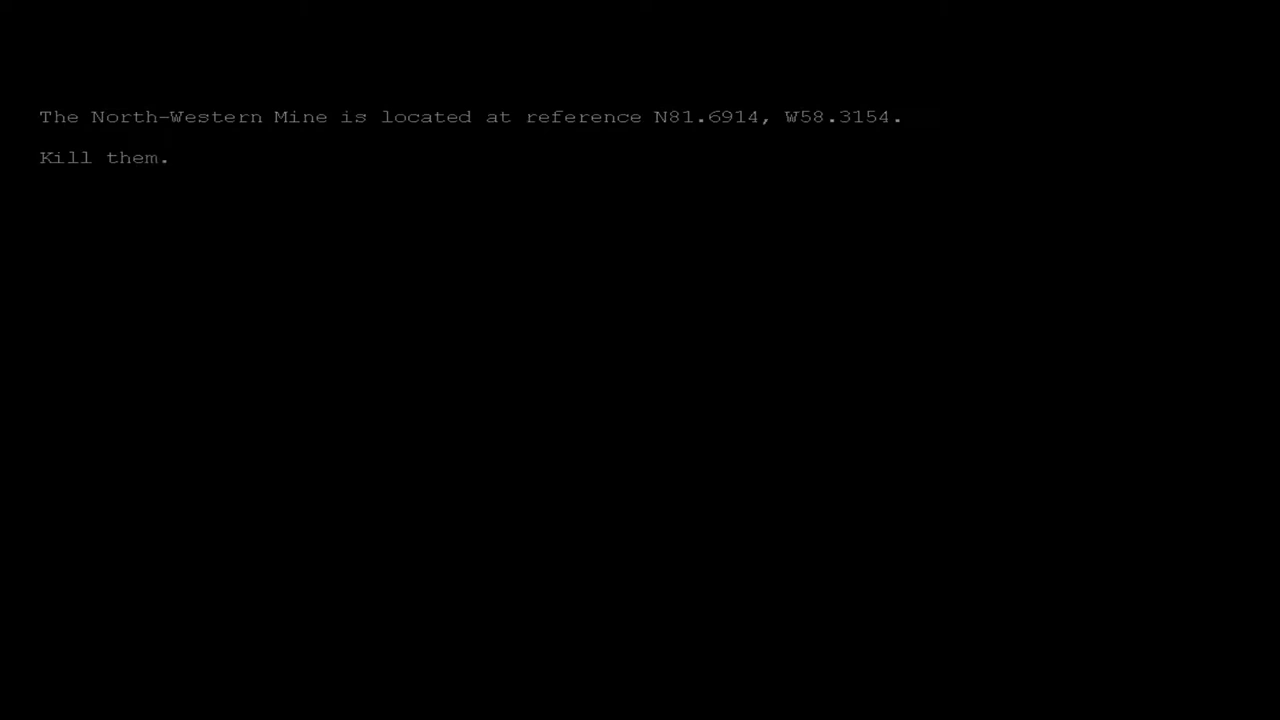 The North-Western Mine is located at reference N81.6914, W58.3154.
Kill them.